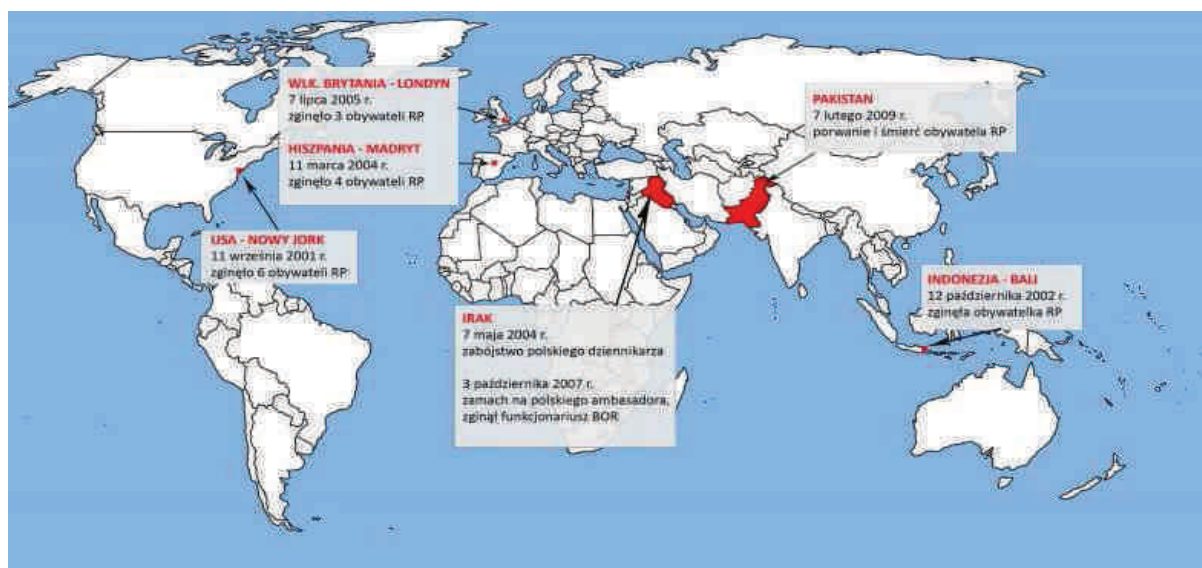 WLK. BRYTANIA - LONDYN
7 lipca 2005 r.
zginęło 3 obywateli RP
HISZPANIA - MADRYT
11 marca 2004 r.
zginęło 4 obywateli RP
USA - NOWY JORK
11 września 2001 r.
zginęło 6 obywateli RP
PAKISTAN
7 lutego 2009 r.
porwanie i śmierć obywatela RP
IRAK
7 maja 2004 r.
zabójstwo polskiego dziennikarza
3 października 2007 r.
zamach na polskiego ambasadora,
zginął funkcjonariusz BOR
INDONEZJA - BALI
12 października 2002 r.
zginęła obywatelka RP